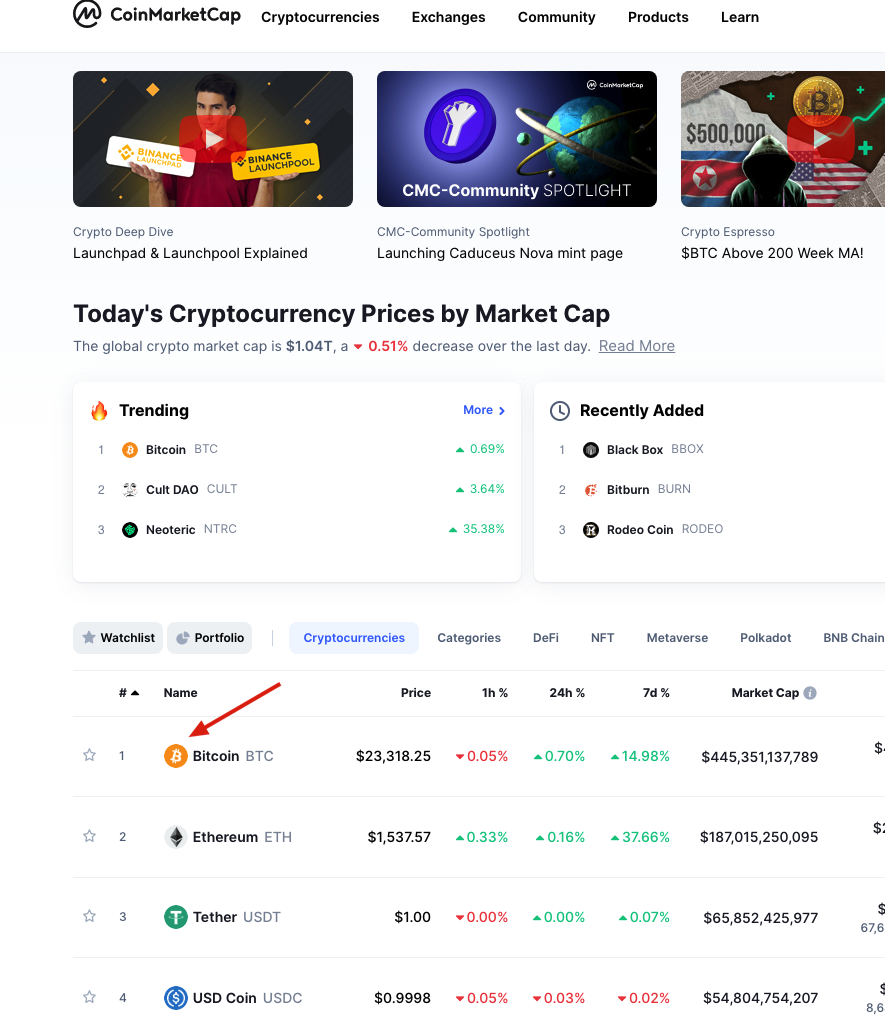 CoinMarketCap Cryptocurrencies Exchanges Community Products Learn
BINANCE LAUNCHPAD
BINANCE LAUNCHPOOL
CoinMarketCap
CMC-Community SPOTLIGHT
$500,000
Crypto Deep Dive
Launchpad & Launchpool Explained
CMC-Community Spotlight
Launching Caduceus Nova mint page
Crypto Espresso
$BTC Above 200 Week MA!
Today's Cryptocurrency Prices by Market Cap
The global crypto market cap is $1.04T, a 0.51% decrease over the last day. Read More
Trending More
1 Bitcoin BTC 0.69%
2 Cult DAO CULT 3.64%
3 Neoteric NTRC 35.38%
Recently Added
1 Black Box BBOX
2 Bitburn BURN
3 Rodeo Coin RODEO
Watchlist Portfolio Cryptocurrencies Categories DeFi NFT Metaverse Polkadot BNB Chain
# Name Price 1h % 24h % 7d % Market Cap
1 Bitcoin BTC $23,318.25 0.05% 0.70% 14.98% $445,351,137,789
2 Ethereum ETH $1,537.57 0.33% 0.16% 37.66% $187,015,250,095
3 Tether USDT $1.00 0.00% 0.00% 0.07% $65,852,425,977
4 USD Coin USDC $0.9998 0.05% 0.03% 0.02% $54,804,754,207